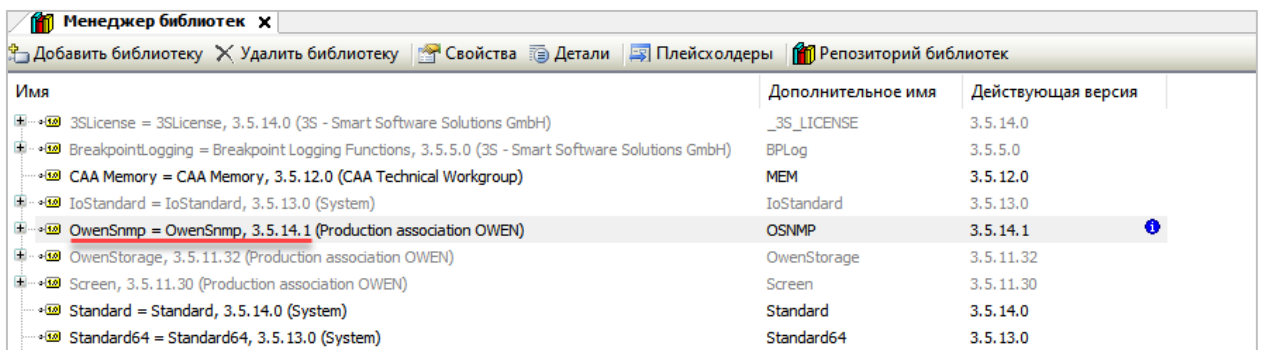 Менеджер библиотек x
Добавить библиотеку Удалить библиотеку Свойства Детали Плейсхолдеры Репозиторий библиотек
Имя Дополнительное имя Действующая версия
3SLicense = 3SLicense, 3.5.14.0 (3S - Smart Software Solutions GmbH) _3S_LICENSE 3.5.14.0
BreakpointLogging = Breakpoint Logging Functions, 3.5.5.0 (3S - Smart Software Solutions GmbH) BPLog 3.5.5.0
CAA Memory = CAA Memory, 3.5.12.0 (CAA Technical Workgroup) MEM 3.5.12.0
IoStandard = IoStandard, 3.5.13.0 (System) IoStandard 3.5.13.0
OwenSnmp = OwenSnmp, 3.5.14.1 (Production association OWEN) OSNMP 3.5.14.1
OwenStorage, 3.5.11.32 (Production association OWEN) OwenStorage 3.5.11.32
Screen, 3.5.11.30 (Production association OWEN) Screen 3.5.11.30
Standard = Standard, 3.5.14.0 (System) Standard 3.5.14.0
Standard64 = Standard64, 3.5.13.0 (System) Standard64 3.5.13.0